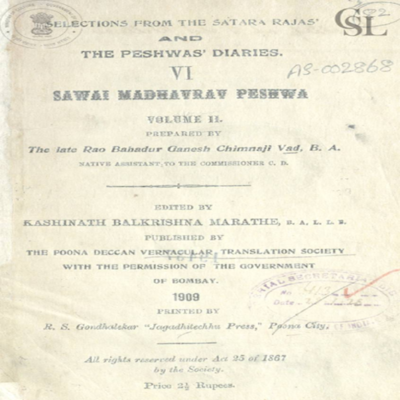 SELECTIONS FROM THE SATARA RAJAS'
AND
THE PESHWAS' DIARIES.
VI
SAWAI MADHAVRAV PESHWA
VOLUME II.
PREPARED BY
The late Rao Bahadur Ganesh Chimnaji Vad, B. A.
NATIVE ASSISTANT, TO THE COMMISSIONER C. D.
EDITED BY
KASHINATH BALKRISHNA MARATHE, B. A. L. L. B.
PUBLISHED BY
THE POONA DECCAN VERNACULAR TRANSLATION SOCIETY
WITH THE PERMISSION OF THE GOVERNMENT
OF BOMBAY.
1909
PRINTED BY
R. S. Gondhalekar "Jagadhitechhu Press," Poona City.
All rights reserved under Act 25 of 1867
by the Society.
Price 2½ Rupees.
CSL
AS-002868